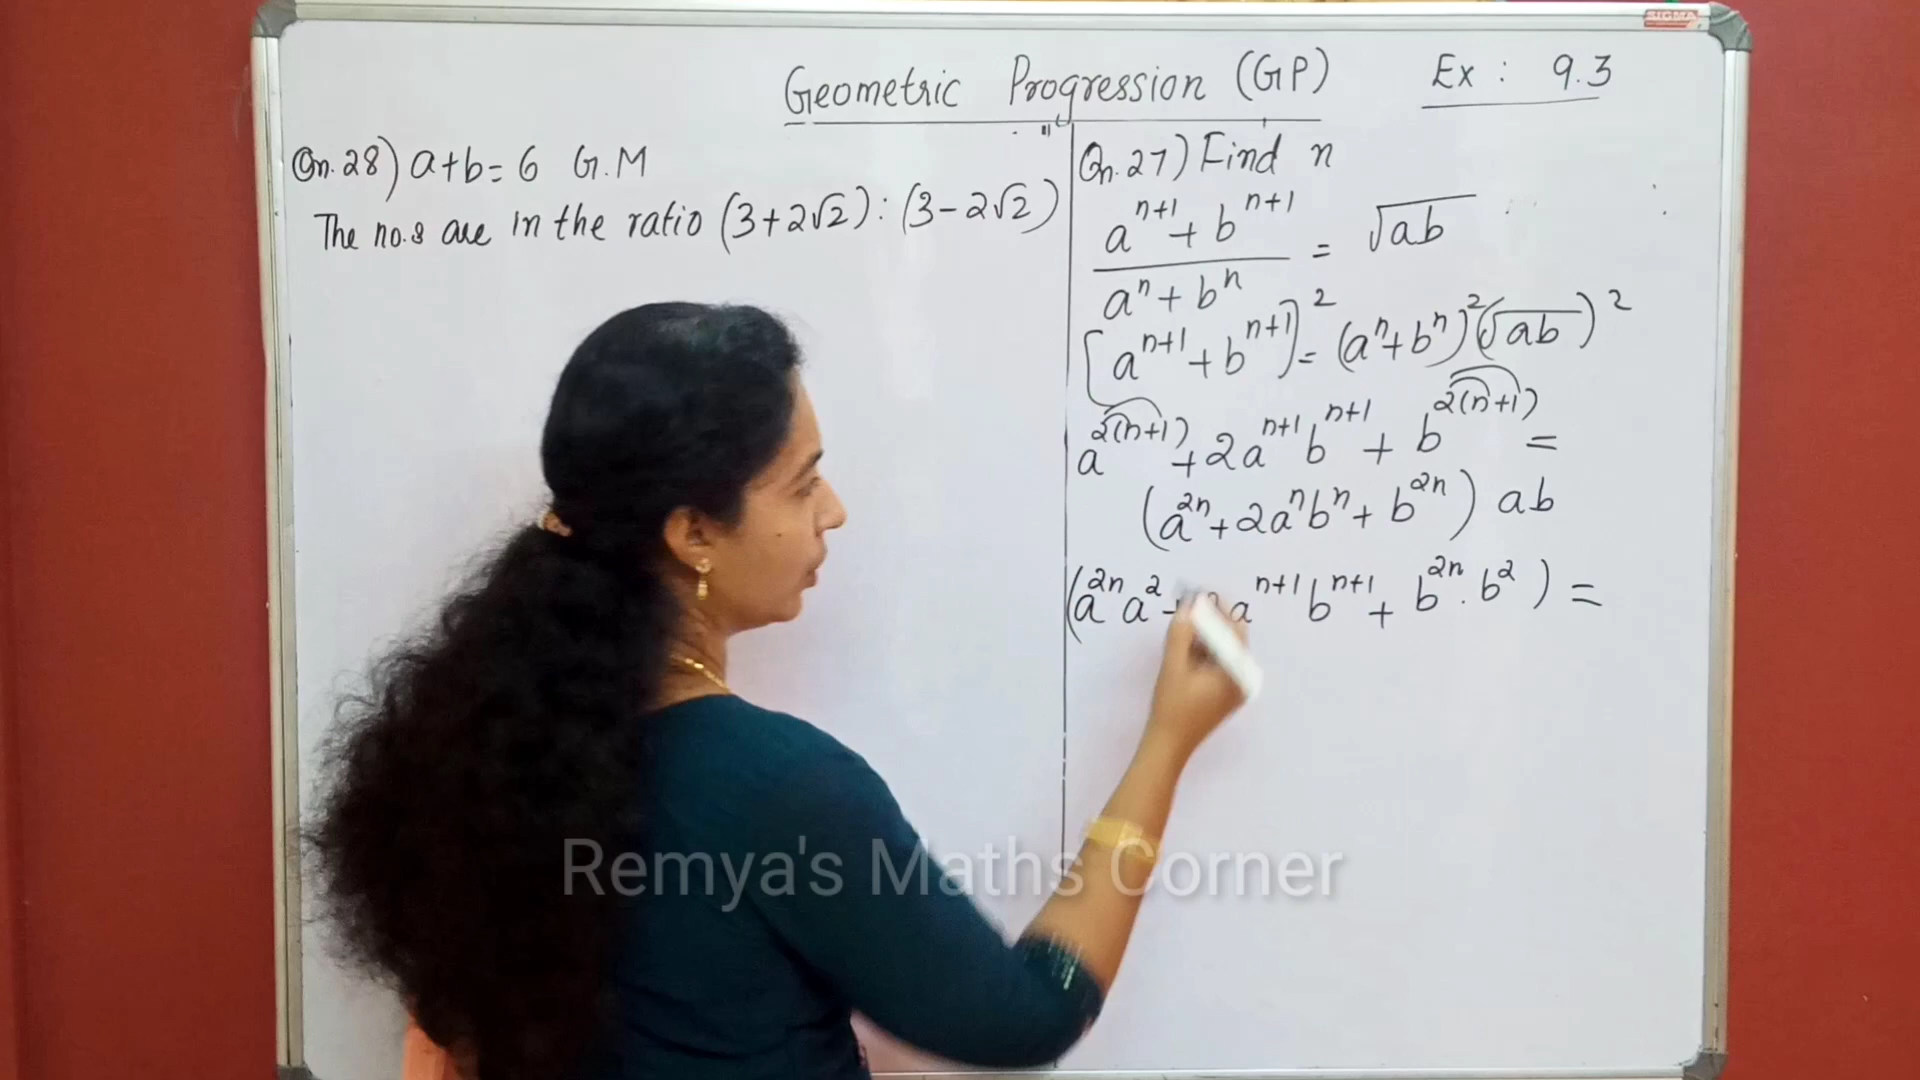 SIGMA
Geometric Progression (GP) Ex : 9.3
Qn. 28) a+b = 6 G.M
The no.s are in the ratio (3+2√2) : (3-2√2)
Qn. 27) Find n
a^{n+1} + b^{n+1} / a^n + b^n = √ab
[a^{n+1} + b^{n+1}]^2 = (a^n + b^n)^2 (√ab)^2
a^{2(n+1)} + 2a^{n+1} b^{n+1} + b^{2(n+1)} =
(a^{2n} + 2a^n b^n + b^{2n}) ab
(a^{2n} a^2 + 2a^{n+1} b^{n+1} + b^{2n} . b^2) =
Remya's Maths Corner